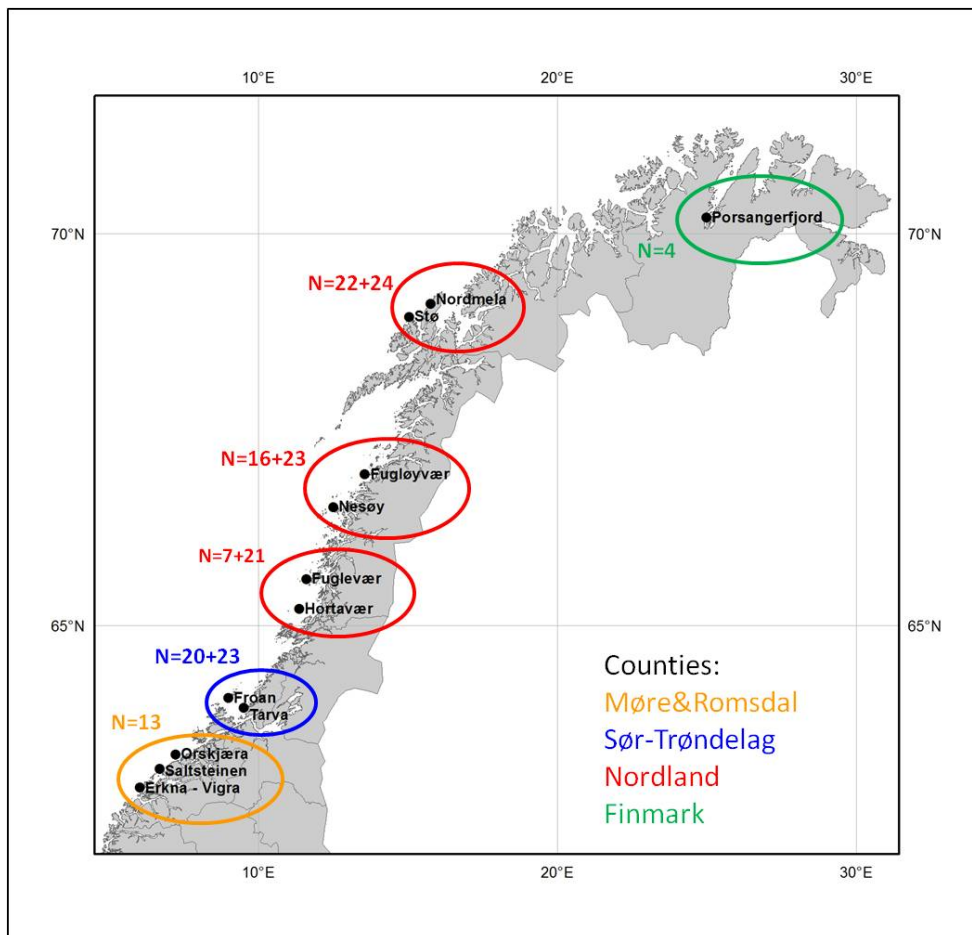 10°E
20°E
30°E
Porsangerfjord
70°N
70°N
N=4
N=22+24
Nordmela
Stø
N=16+23
Fugløyvær
Nesøy
N=7+21
Fuglevær
Hortavær
65°N
65°N
N=20+23
Froan
Tarva
Counties:
Møre&Romsdal
Sør-Trøndelag
Nordland
Finmark
N=13
Orskjæra
Saltsteinen
Erkna - Vigra
10°E
20°E
30°E